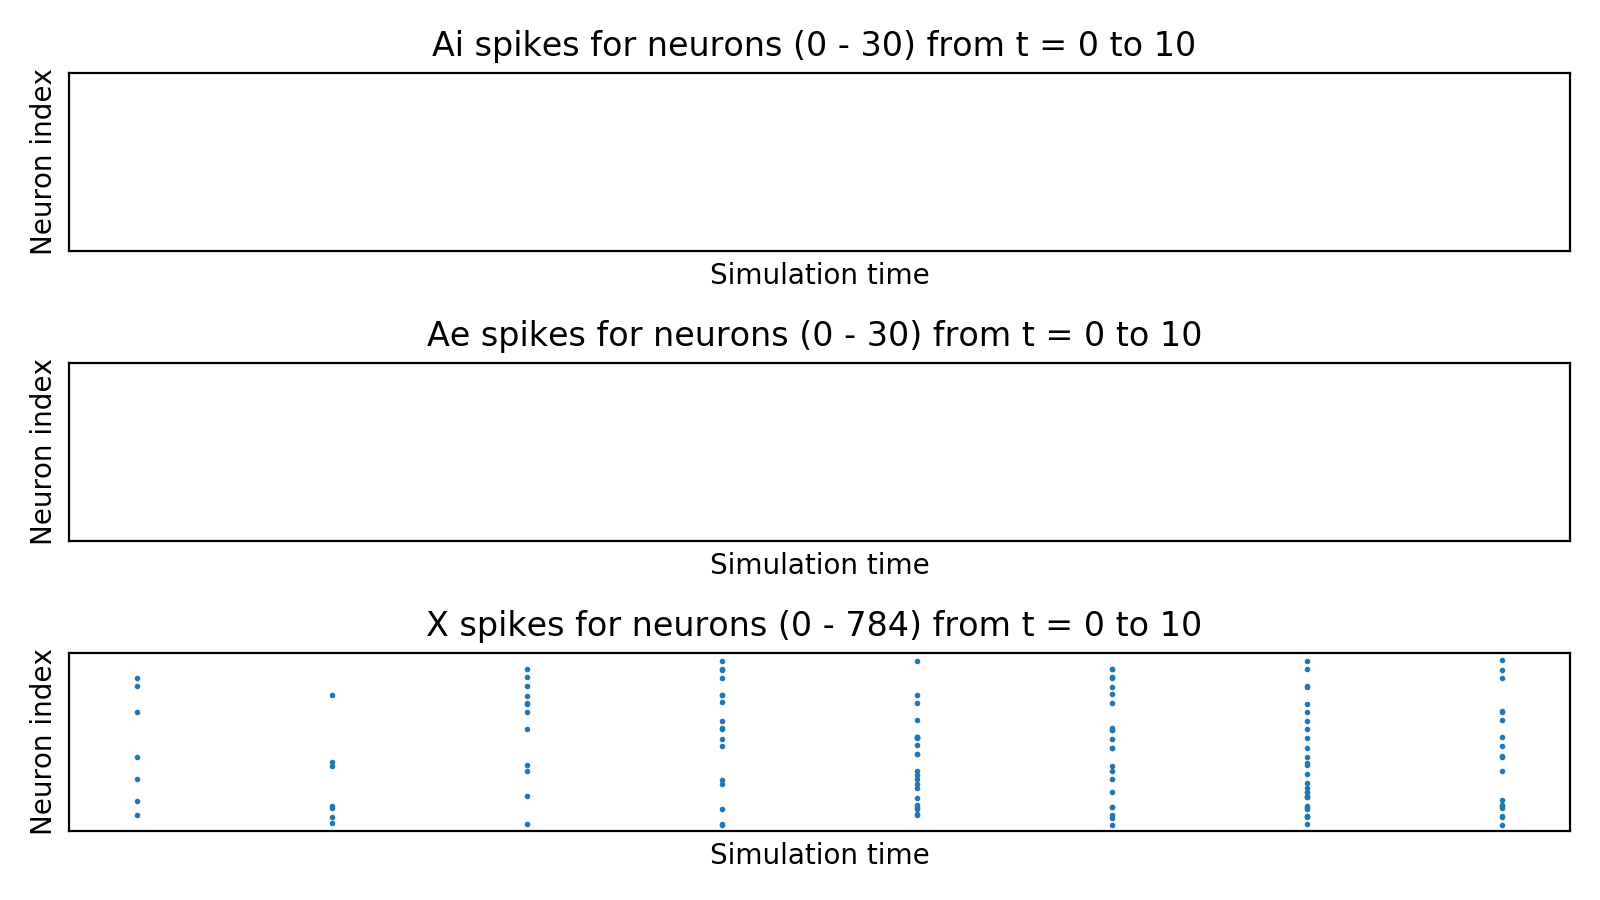 Ai spikes for neurons (0 - 30) from t = 0 to 10
Neuron index
Simulation time
Ae spikes for neurons (0 - 30) from t = 0 to 10
Neuron index
Simulation time
X spikes for neurons (0 - 784) from t = 0 to 10
Neuron index
Simulation time